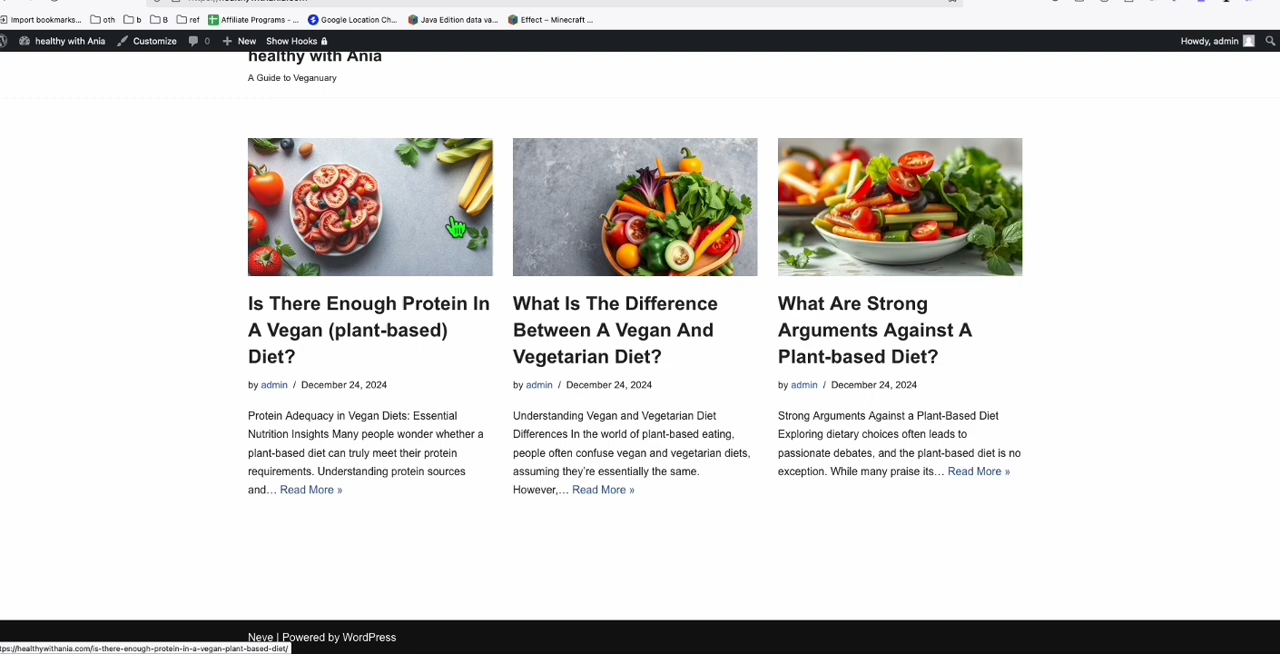 Import bookmarks... oth b B ref Affiliate Programs - ... Google Location Ch... Java Edition data va... Effect – Minecraft ...
healthy with Ania Customize 0 New Show Hooks Howdy, admin
healthy with Ania
A Guide to Veganuary
Is There Enough Protein In
A Vegan (plant-based)
Diet?
by admin / December 24, 2024
Protein Adequacy in Vegan Diets: Essential
Nutrition Insights Many people wonder whether a
plant-based diet can truly meet their protein
requirements. Understanding protein sources
and… Read More »
What Is The Difference
Between A Vegan And
Vegetarian Diet?
by admin / December 24, 2024
Understanding Vegan and Vegetarian Diet
Differences In the world of plant-based eating,
people often confuse vegan and vegetarian diets,
assuming they’re essentially the same.
However,… Read More »
What Are Strong
Arguments Against A
Plant-based Diet?
by admin / December 24, 2024
Strong Arguments Against a Plant-Based Diet
Exploring dietary choices often leads to
passionate debates, and the plant-based diet is no
exception. While many praise its… Read More »
Neve | Powered by WordPress
tps://healthywithania.com/is-there-enough-protein-in-a-vegan-plant-based-diet/